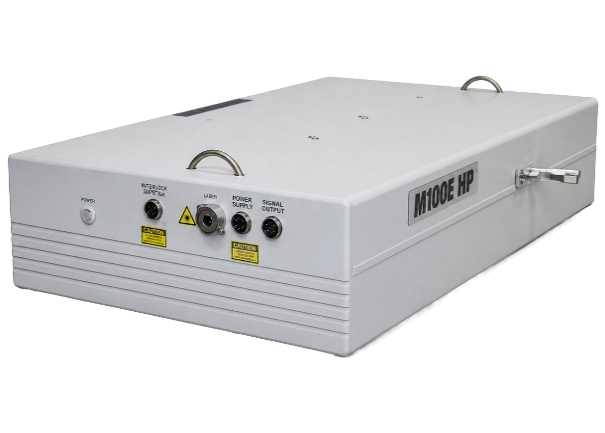 POWER
INTERLOCK
LASER
POWER
SUPPLY
SIGNAL
OUTPUT
M100E HP
CAUTION
CAUTION